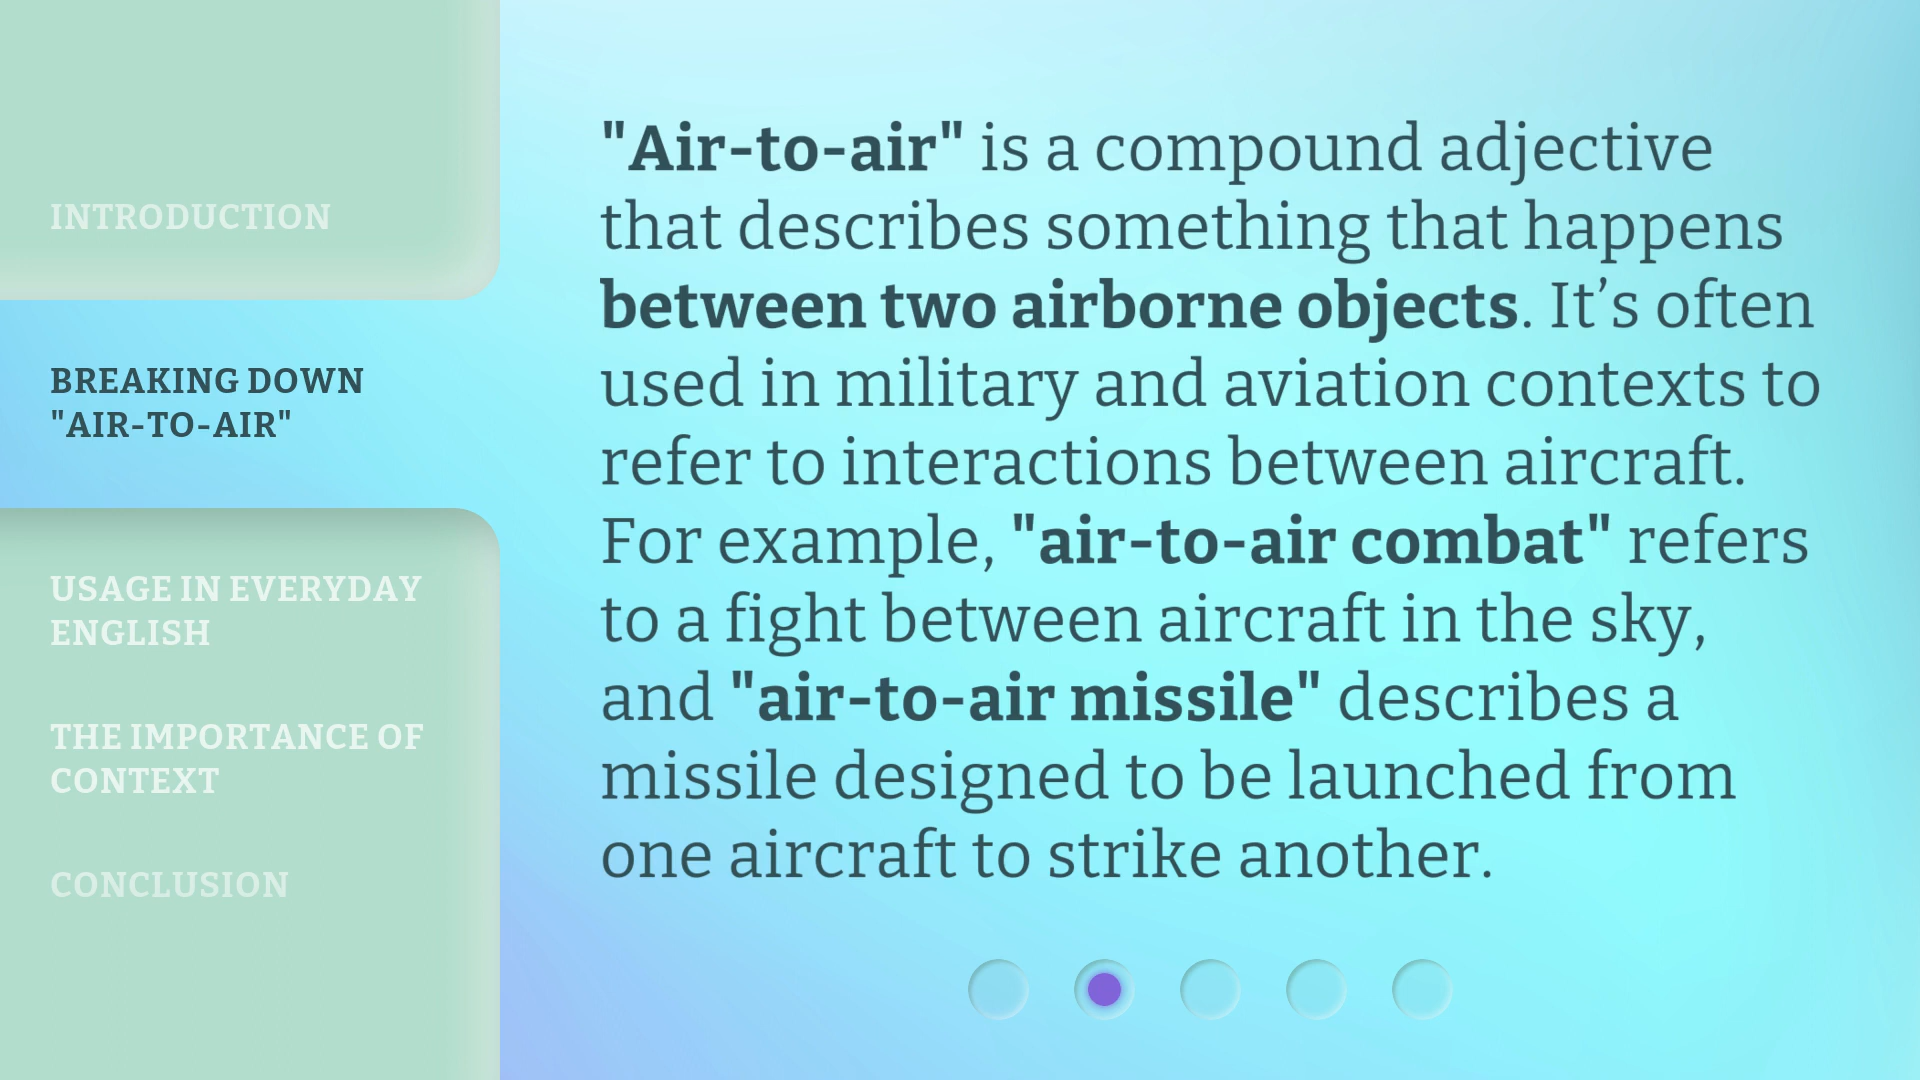 INTRODUCTION
BREAKING DOWN
"AIR-TO-AIR"
USAGE IN EVERYDAY
ENGLISH
THE IMPORTANCE OF
CONTEXT
CONCLUSION
"Air-to-air" is a compound adjective
that describes something that happens
between two airborne objects. It’s often
used in military and aviation contexts to
refer to interactions between aircraft.
For example, "air-to-air combat" refers
to a fight between aircraft in the sky,
and "air-to-air missile" describes a
missile designed to be launched from
one aircraft to strike another.